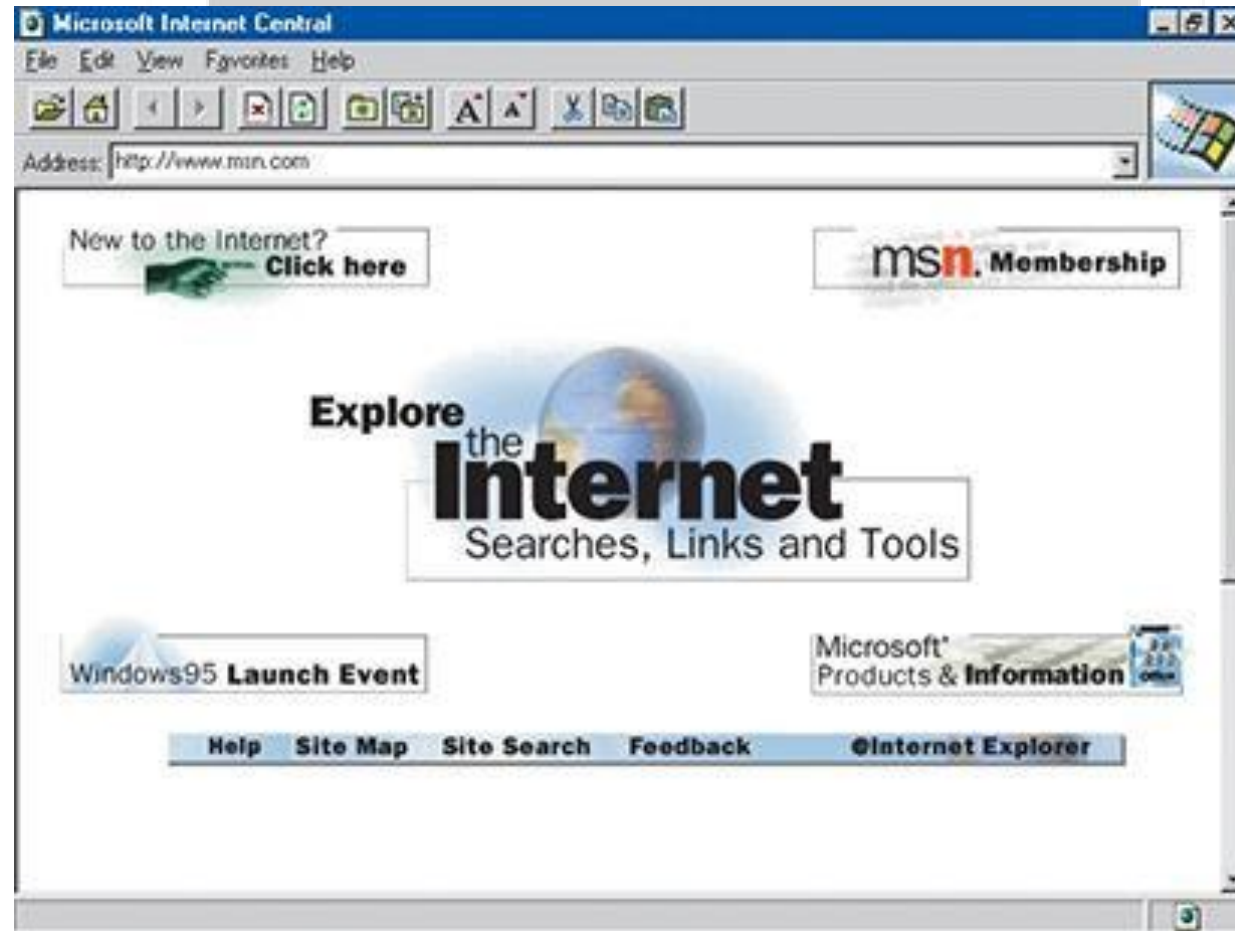 Microsoft Internet Central
File Edit View Favorites Help
A A
Address: http://www.msn.com
New to the Internet?
Click here
msn. Membership
Explore
the
Internet
Searches, Links and Tools
Windows95 Launch Event
Microsoft
Products & Information
Office
Help Site Map Site Search Feedback @Internet Explorer